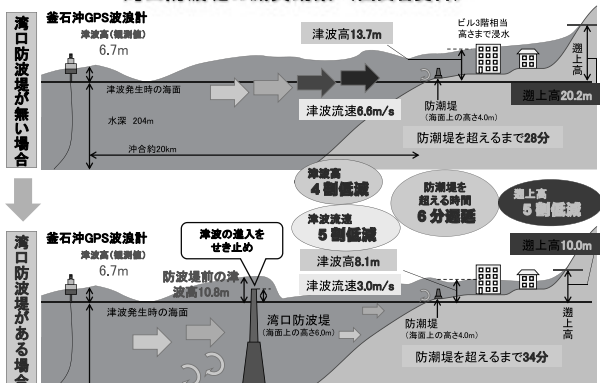 湾口防波堤が無い場合
釜石沖GPS波浪計
津波高(観測値)
6.7m
津波高13.7m
ビル3階相当
高さまで浸水
遡上高
津波発生時の海面
水深 204m
沖合約20km
津波流速6.6m/s
防潮堤
(海面上の高さ4.0m)
遡上高20.2m
防潮堤を超えるまで28分
津波高
4割低減
津波流速
5割低減
防潮堤を
超える時間
6分遅延
遡上高
5割低減
湾口防波堤がある場合
釜石沖GPS波浪計
津波高(観測値)
6.7m
津波の進入を
せき止め
防波堤前の津
波高10.8m
津波高8.1m
津波流速3.0m/s
遡上高10.0m
津波発生時の海面
湾口防波堤
(海面上の高さ6.0m)
防潮堤
(海面上の高さ4.0m)
遡上高
防潮堤を超えるまで34分